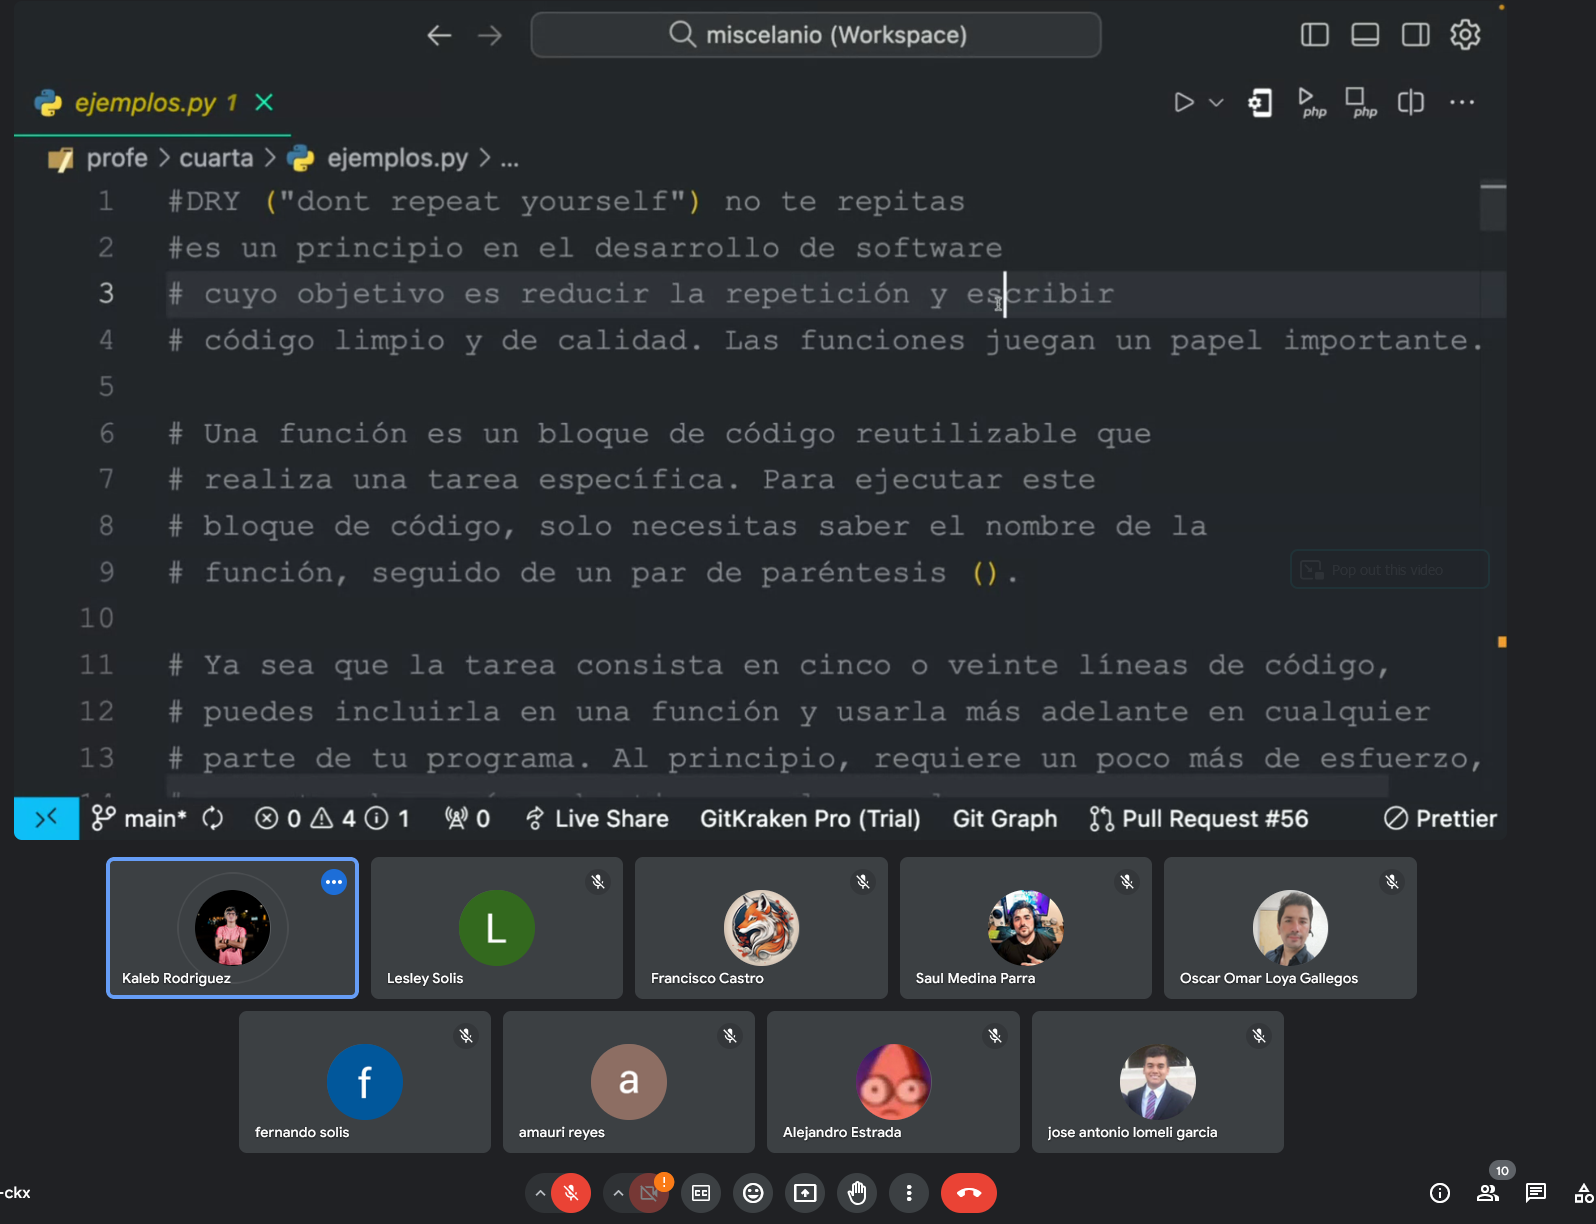 miscelanio (Workspace)
ejemplos.py 1
php
php
profe > cuarta > ejemplos.py > ...
1 #DRY ("dont repeat yourself") no te repitas
2 #es un principio en el desarrollo de software
3 # cuyo objetivo es reducir la repetición y escribir
4 # código limpio y de calidad. Las funciones juegan un papel importante.
5
6 # Una función es un bloque de código reutilizable que
7 # realiza una tarea específica. Para ejecutar este
8 # bloque de código, solo necesitas saber el nombre de la
9 # función, seguido de un par de paréntesis ().
Pop out this video
10
11 # Ya sea que la tarea consista en cinco o veinte líneas de código,
12 # puedes incluirla en una función y usarla más adelante en cualquier
13 # parte de tu programa. Al principio, requiere un poco más de esfuerzo,
main* 0 4 1 0 Live Share GitKraken Pro (Trial) Git Graph Pull Request #56 Prettier
L
Kaleb Rodriguez
Lesley Solis
Francisco Castro
Saul Medina Parra
Oscar Omar Loya Gallegos
f
a
fernando solis
amauri reyes
Alejandro Estrada
jose antonio lomeli garcia
-ckx
CC
10